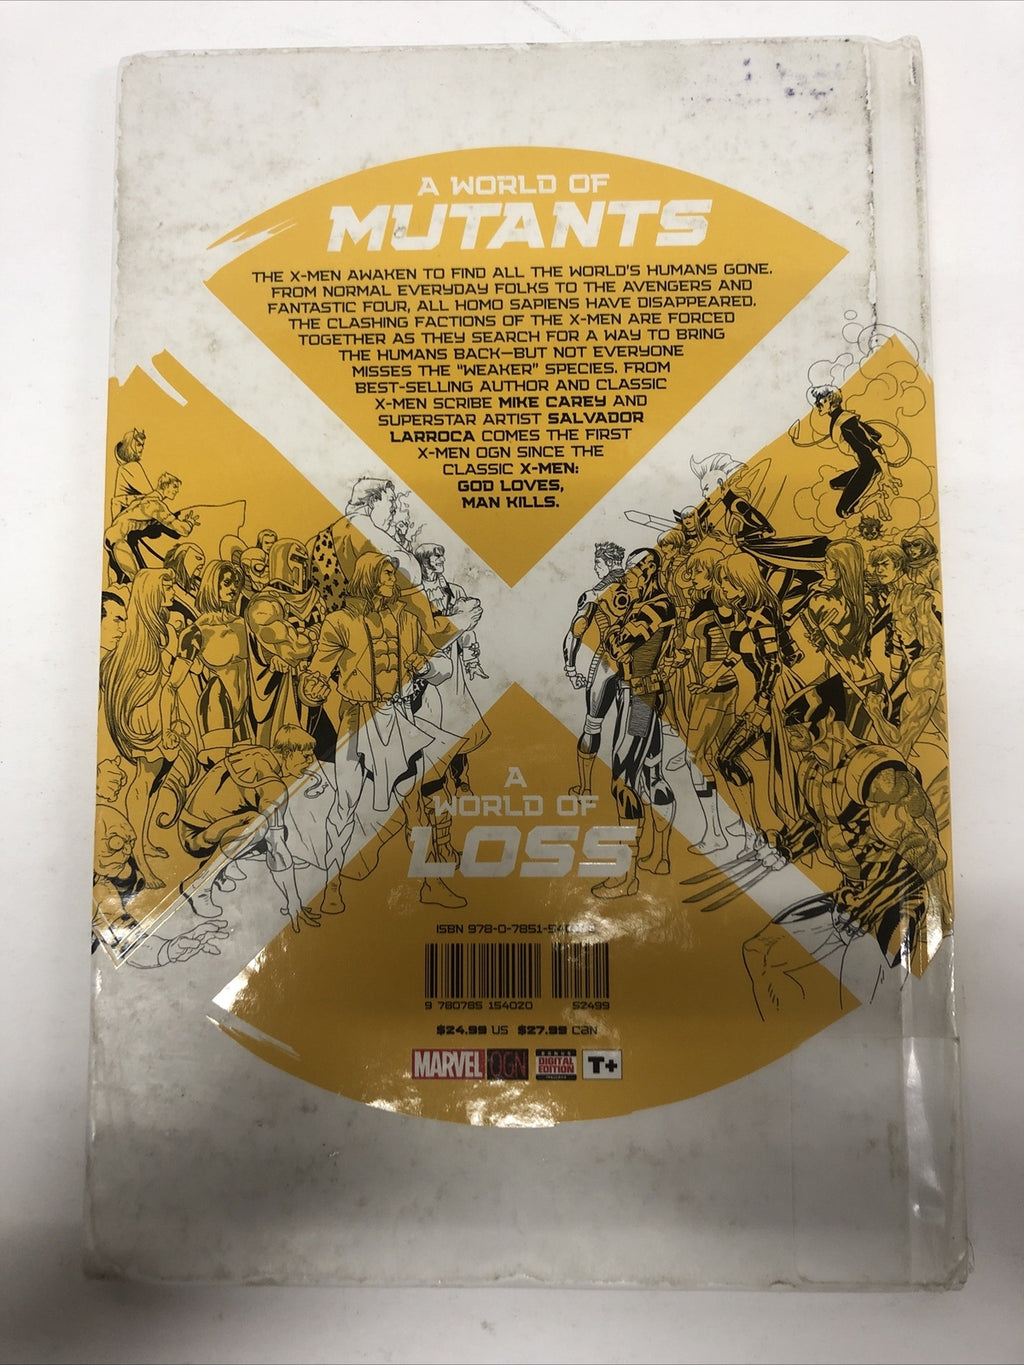 A WORLD OF
MUTANTS
THE X-MEN AWAKEN TO FIND ALL THE WORLD'S HUMANS GONE.
FROM NORMAL EVERYDAY FOLKS TO THE AVENGERS AND
FANTASTIC FOUR, ALL HOMO SAPIENS HAVE DISAPPEARED.
THE CLASHING FACTIONS OF THE X-MEN ARE FORCED
TOGETHER AS THEY SEARCH FOR A WAY TO BRING
THE HUMANS BACK—BUT NOT EVERYONE
MISSES THE "WEAKER" SPECIES. FROM
BEST-SELLING AUTHOR AND CLASSIC
X-MEN SCRIBE MIKE CAREY AND
SUPERSTAR ARTIST SALVADOR
LARROCA COMES THE FIRST
X-MEN OGN SINCE THE
CLASSIC X-MEN:
GOD LOVES,
MAN KILLS.
A
WORLD OF
LOSS
ISBN
9 780785 154020 52499
$24.99 US $27.99 CAN
MARVEL OGN DIGITAL EDITION T+